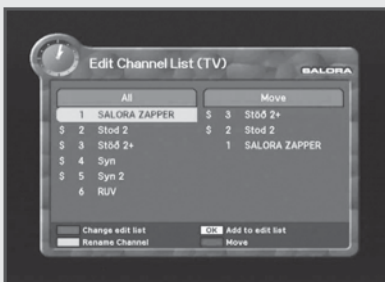 Edit Channel List (TV)
SALORA
All
1 SALORA ZAPPER
$ 2 Stod 2
$ 3 Stöð 2+
$ 4 Syn
$ 5 Syn 2
6 RUV
Move
$ 3 Stöð 2+
$ 2 Stod 2
1 SALORA ZAPPER
Change edit list
OK Add to edit list
Rename Channel
Move